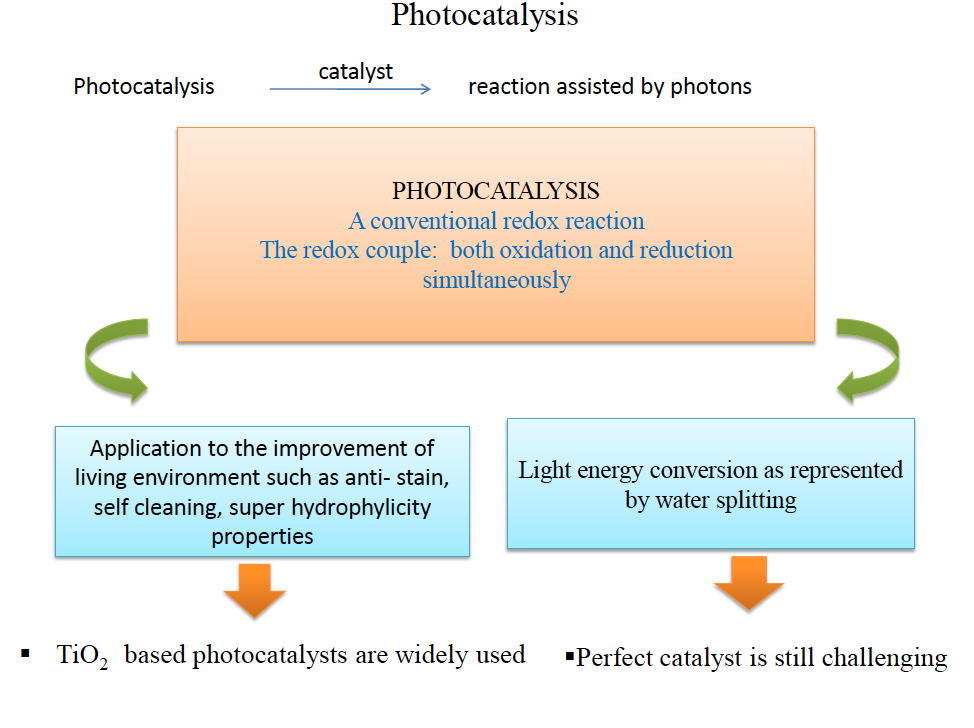 Photocatalysis
catalyst
Photocatalysis reaction assisted by photons
PHOTOCATALYSIS
A conventional redox reaction
The redox couple: both oxidation and reduction
simultaneously
Application to the improvement of
living environment such as anti- stain,
self cleaning, super hydrophylicity
properties
Light energy conversion as represented
by water splitting
▪ TiO₂ based photocatalysts are widely used
▪Perfect catalyst is still challenging